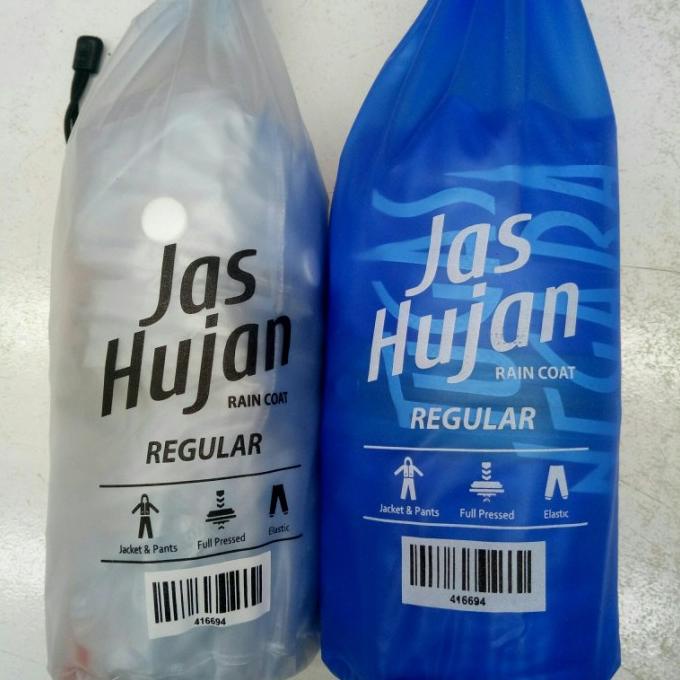 Jas
Hujan
RAIN COAT
REGULAR
Jacket & Pants
Full Pressed
Elastic
416694
Jas
Hujan
RAIN COAT
REGULAR
Jacket & Pants
Full Pressed
Elastic
416694
NEGARA